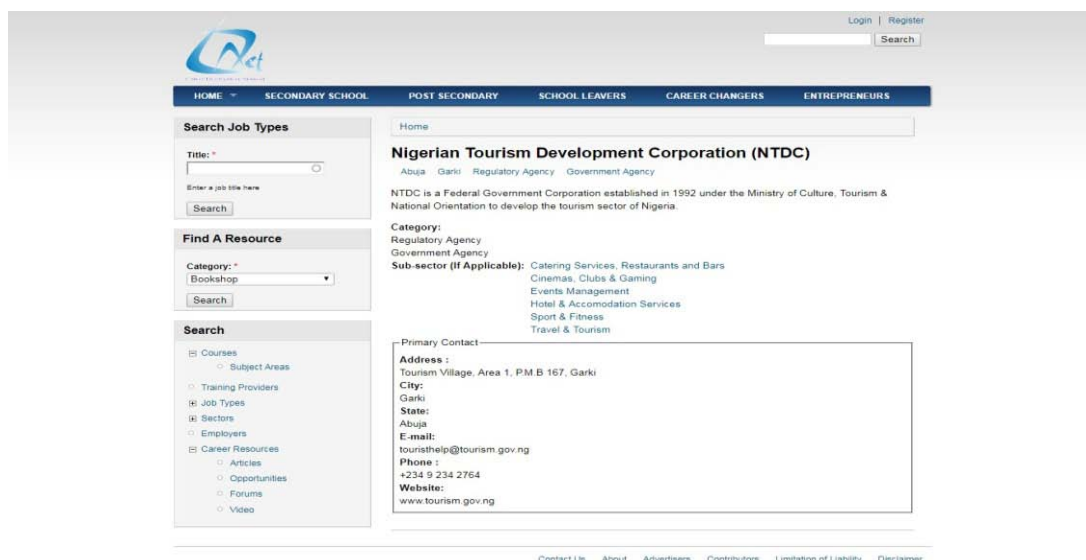 Login | Register
Search
Net
HOME SECONDARY SCHOOL POST SECONDARY SCHOOL LEAVERS CAREER CHANGERS ENTREPRENEURS
Search Job Types
Title: *
Enter a job title here
Search
Find A Resource
Category: *
Bookshop
Search
Search
Courses
Subject Areas
Training Providers
Job Types
Sectors
Employers
Career Resources
Articles
Opportunities
Forums
Video
Home
Nigerian Tourism Development Corporation (NTDC)
Abuja Garki Regulatory Agency Government Agency
NTDC is a Federal Government Corporation established in 1992 under the Ministry of Culture, Tourism &
National Orientation to develop the tourism sector of Nigeria.
Category:
Regulatory Agency
Government Agency
Sub-sector (If Applicable): Catering Services, Restaurants and Bars
Cinemas, Clubs & Gaming
Events Management
Hotel & Accomodation Services
Sport & Fitness
Travel & Tourism
Primary Contact
Address :
Tourism Village, Area 1, P.M.B 167, Garki
City:
Garki
State:
Abuja
E-mail:
touristhelp@tourism.gov.ng
Phone :
+234 9 234 2764
Website:
www.tourism.gov.ng
Contact Us About Advertisers Contributors Limitation of Liability Disclaimer